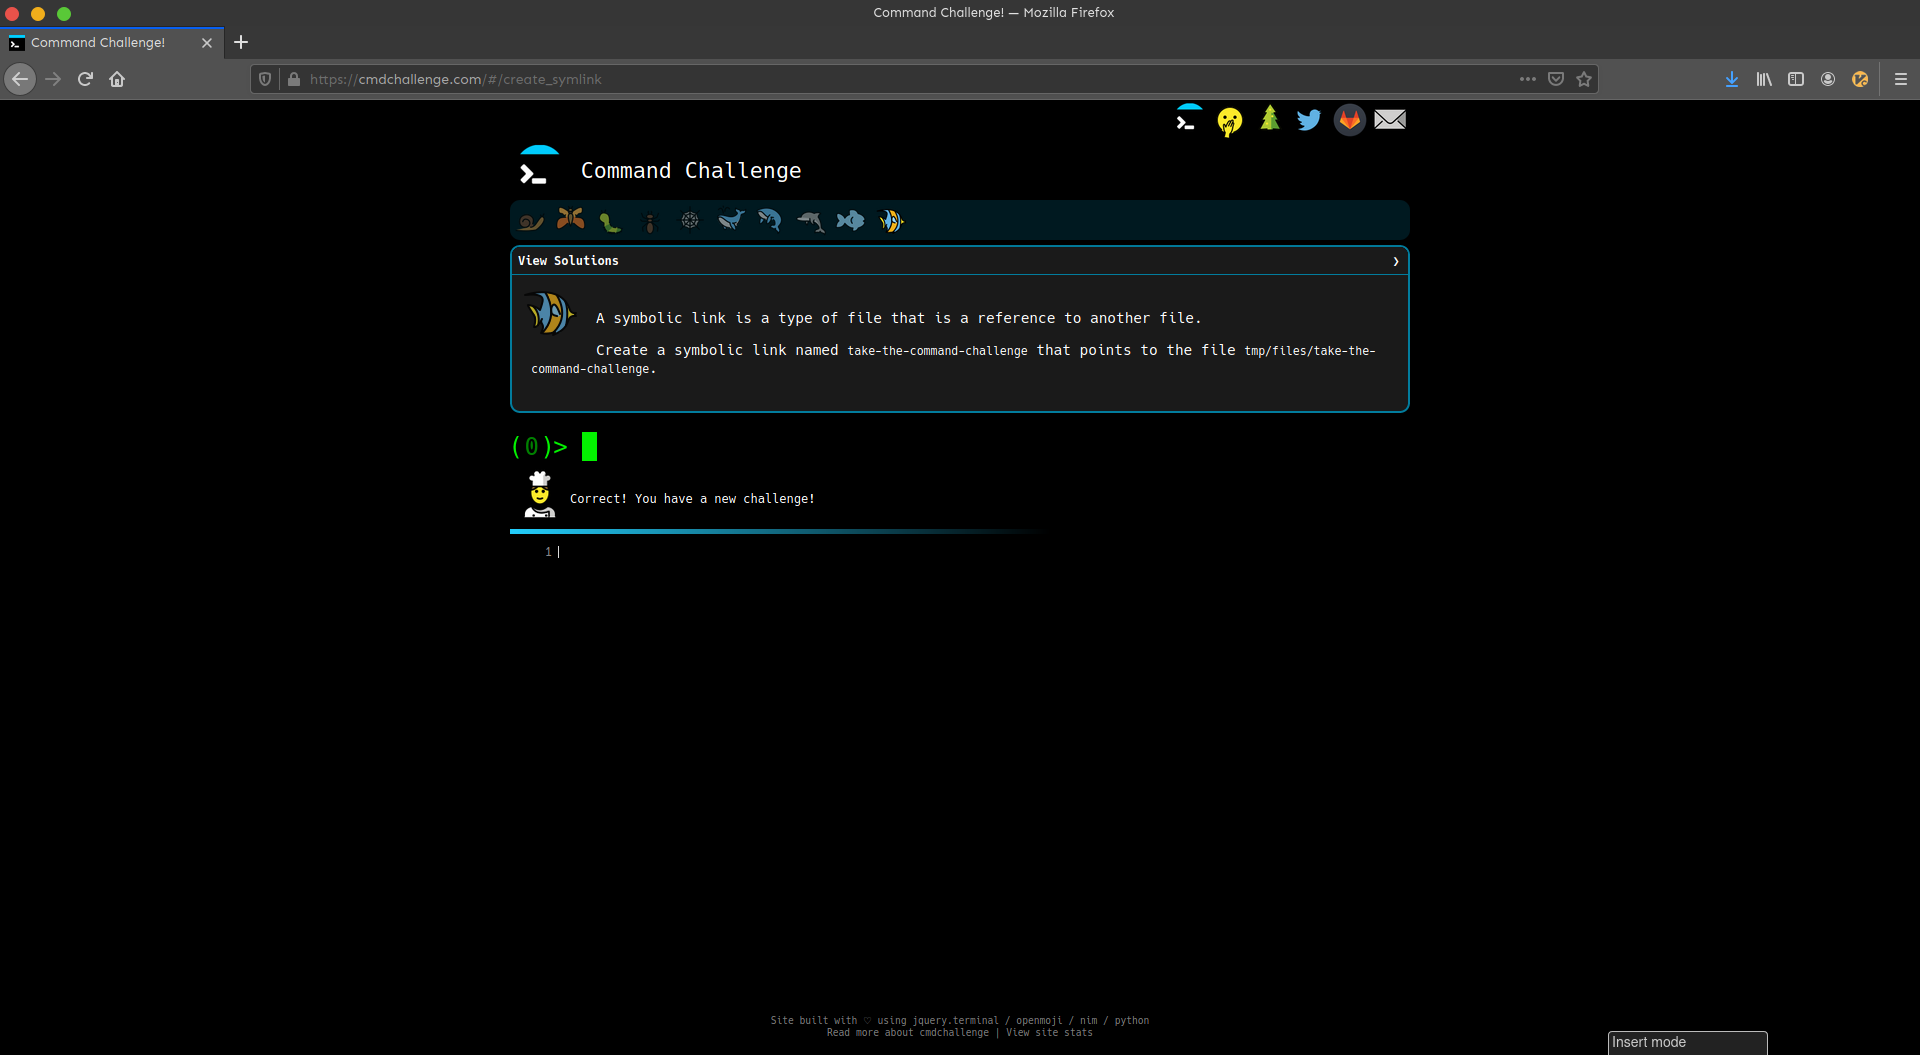 Command Challenge! — Mozilla Firefox
Command Challenge!
https://cmdchallenge.com/#/create_symlink
Command Challenge
View Solutions
A symbolic link is a type of file that is a reference to another file.
Create a symbolic link named take-the-command-challenge that points to the file tmp/files/take-the-
command-challenge.
(0)>
Correct! You have a new challenge!
1
Site built with ♡ using jquery.terminal / openmoji / nim / python
Read more about cmdchallenge | View site stats
Insert mode